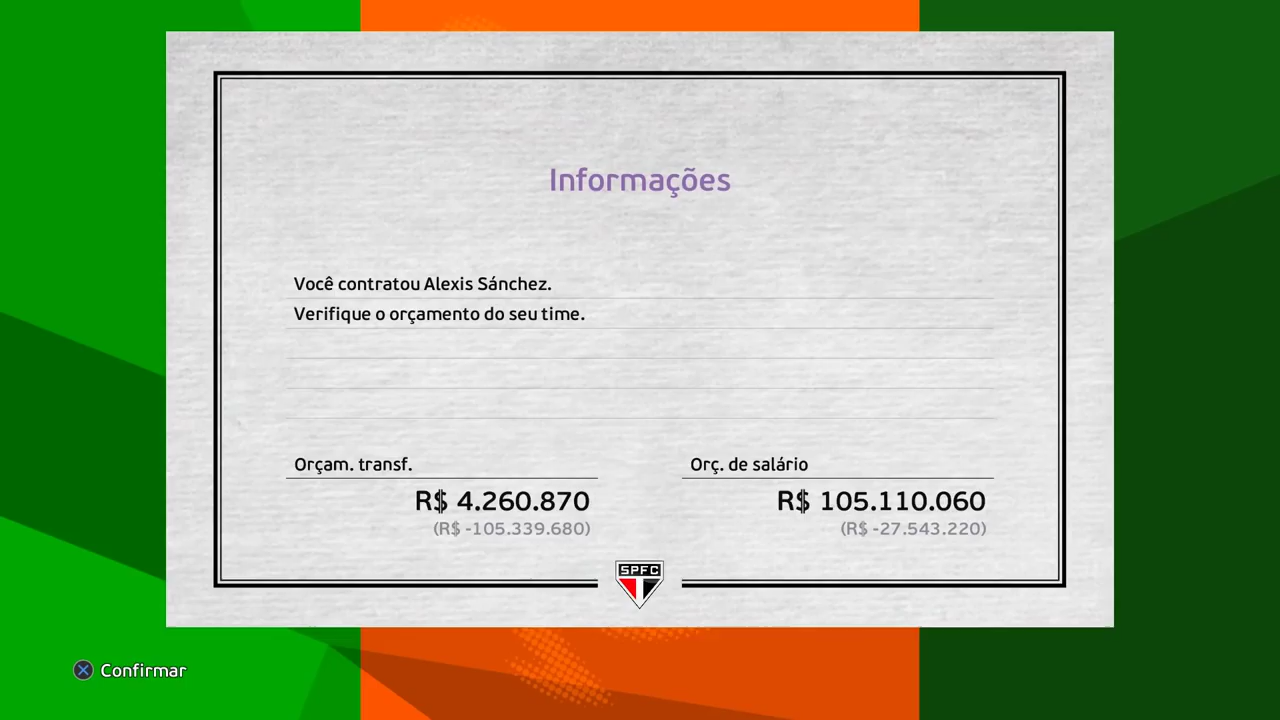 Informações
Você contratou Alexis Sánchez.
Verifique o orçamento do seu time.
Orçam. transf.
R$ 4.260.870
(R$ -105.339.680)
Orç. de salário
R$ 105.110.060
(R$ -27.543.220)
SPFC
Confirmar